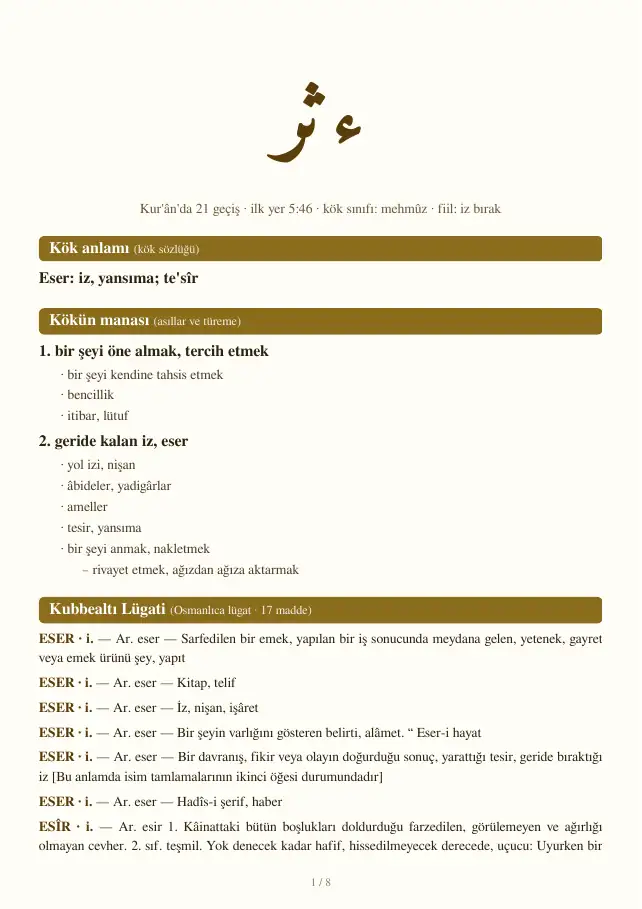 ء ثر
Kur'ân'da 21 geçiş · ilk yer 5:46 · kök sınıfı: mehmûz · fiil: iz bırak
Kök anlamı (kök sözlüğü)
Eser: iz, yansıma; te'sîr
Kökün manası (asıllar ve türeme)
1. bir şeyi öne almak, tercih etmek
· bir şeyi kendine tahsis etmek
· bencillik
· itibar, lütuf
2. geride kalan iz, eser
· yol izi, nişan
· âbideler, yadigârlar
· ameller
· tesir, yansıma
· bir şeyi anmak, nakletmek
– rivayet etmek, ağızdan ağıza aktarmak
Kubbealtı Lügati (Osmanlıca lügat · 17 madde)
ESER · i. — Ar. eser — Sarfedilen bir emek, yapılan bir iş sonucunda meydana gelen, yetenek, gayret
veya emek ürünü şey, yapıt
ESER · i. — Ar. eser — Kitap, telif
ESER · i. — Ar. eser — İz, nişan, işâret
ESER · i. — Ar. eser — Bir şeyin varlığını gösteren belirti, alâmet. “ Eser-i hayat
ESER · i. — Ar. eser — Bir davranış, fikir veya olayın doğurduğu sonuç, yarattığı tesir, geride bıraktığı
iz [Bu anlamda isim tamlamalarının ikinci öğesi durumundadır]
ESER · i. — Ar. eser — Hadîs-i şerif, haber
ESÎR · i. — Ar. esir 1. Kâinattaki bütün boşlukları doldurduğu farzedilen, görülemeyen ve ağırlığı
olmayan cevher. 2. sıf. teşmil. Yok denecek kadar hafif, hissedilmeyecek derecede, uçucu: Uyurken bir
1 / 8